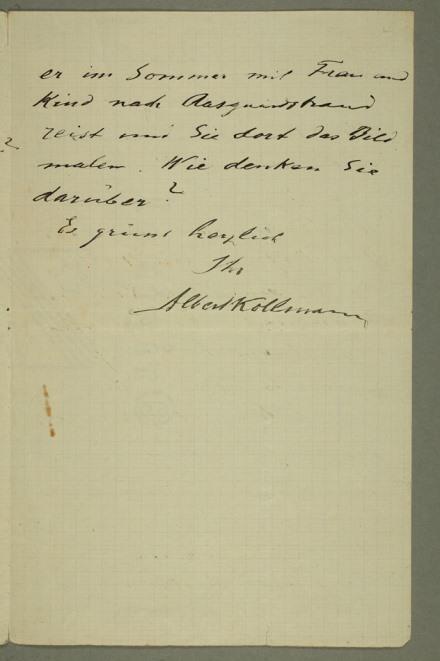 er im Sommer mit Frau und
Kind nach Aasgaardstrand
reist und Sie dort das Bild
malen. Wie denken Sie
darüber?
Es grüsst herzlich
Ihr
Albert Kollmann